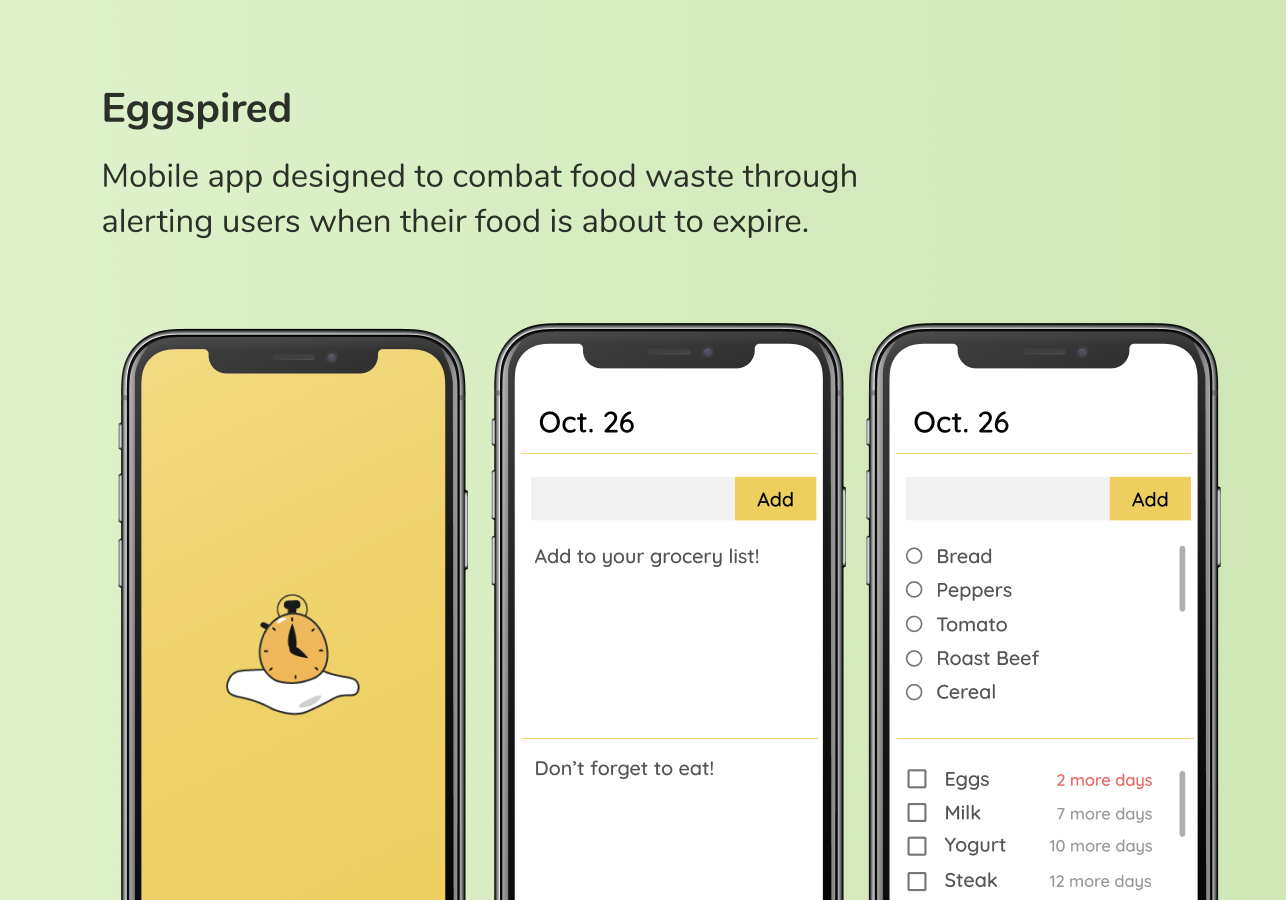 Eggspired
Mobile app designed to combat food waste through
alerting users when their food is about to expire.
Oct. 26
Add
Add to your grocery list!
Don’t forget to eat!
Oct. 26
Add
Bread
Peppers
Tomato
Roast Beef
Cereal
Eggs 2 more days
Milk 7 more days
Yogurt 10 more days
Steak 12 more days